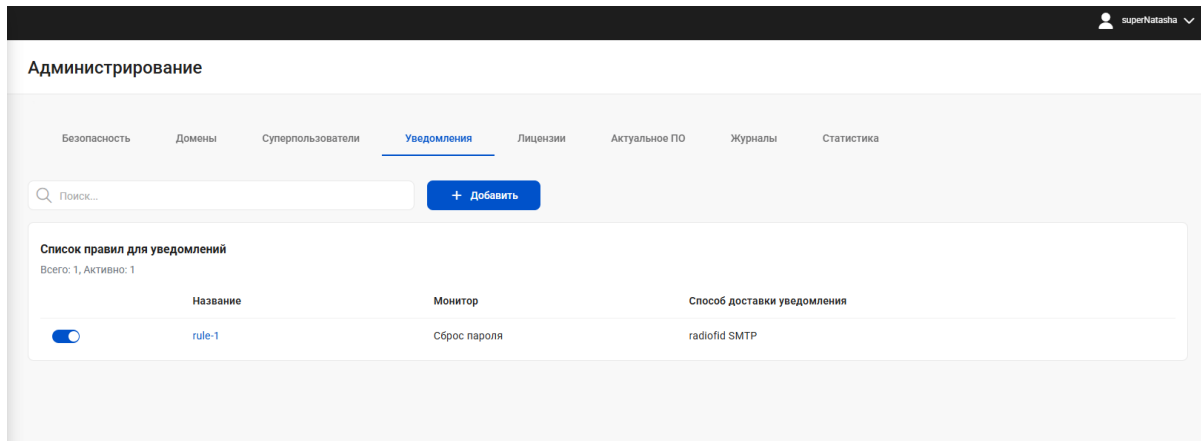 superNatasha
Администрирование
Безопасность Домены Суперпользователи Уведомления Лицензии Актуальное ПО Журналы Статистика
Поиск... + Добавить
Список правил для уведомлений
Всего: 1, Активно: 1
Название Монитор Способ доставки уведомления
rule-1 Сброс пароля radiofid SMTP